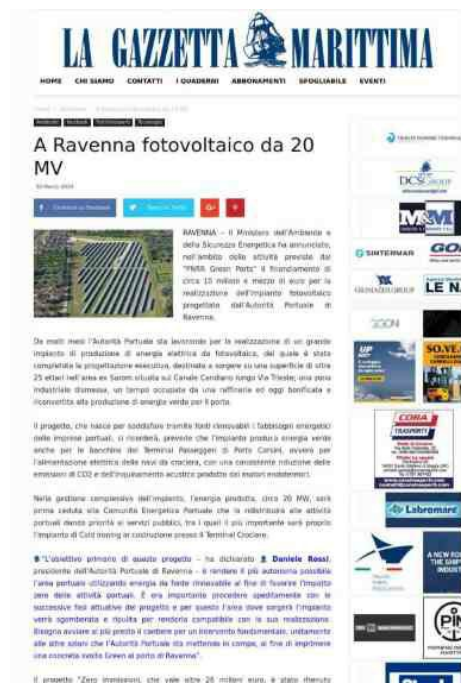 LA GAZZETTA MARITTIMA
HOME CHI SIAMO CONTATTI I QUADERNI ABBONAMENTI SFOGLIABILE EVENTI
A Ravenna fotovoltaico da 20
MV
RAVENNA – Il Ministero dell'Ambiente e
della Sicurezza Energetica ha annunciato,
nell'ambito delle attività previste dal
"PNRR Green Ports" il finanziamento di
circa 15 milioni e mezzo di euro per la
realizzazione dell'impianto fotovoltaico
progettato dall'Autorità Portuale di
Ravenna.
Da molti mesi l'Autorità Portuale sta lavorando per la realizzazione di un grande
impianto di produzione di energia elettrica da fotovoltaico, del quale è stata
completata la progettazione esecutiva, destinato a sorgere su una superficie di oltre
25 ettari nell'area ex Sarom situata sul Canale Candiano lungo Via Trieste; una zona
industriale dismessa, un tempo occupata da una raffineria ed oggi bonificata e
riconvertita alla produzione di energia verde per il porto.
Il progetto, che nasce per soddisfare tramite fonti rinnovabili i fabbisogni energetici
delle imprese portuali, si ricorderà, prevede che l'impianto produca energia verde
anche per le banchine del Terminal Passeggeri di Porto Corsini, ovvero per
l'alimentazione elettrica delle navi da crociera, con una consistente riduzione delle
emissioni di CO2 e dell'inquinamento acustico prodotto dai motori endotermici.
Nella gestione complessiva dell'impianto, l'energia prodotta, circa 20 MW, sarà
prima ceduta alla Comunità Energetica Portuale che la ridistribuirà alle attività
portuali dando priorità ai servizi pubblici, tra i quali il più importante sarà proprio
l'impianto di Cold ironing in costruzione presso il Terminal Crociere.
"L'obiettivo primario di questo progetto – ha dichiarato Daniele Rossi,
presidente dell'Autorità Portuale di Ravenna – è rendere il più autonoma possibile
l'area portuale utilizzando energia da fonte rinnovabile al fine di favorire l'impatto
zero delle attività portuali. È ora importante procedere speditamente con le
successive fasi attuative del progetto e per questo l'area dove sorgerà l'impianto
verrà sgomberata e ripulita per renderla compatibile con la sua realizzazione.
Bisogna avviare al più presto il cantiere per un intervento fondamentale, unitamente
alle altre azioni che l'Autorità Portuale sta mettendo in campo, al fine di imprimere
una concreta svolta Green al porto di Ravenna".
Il progetto "Zero immissioni, che vale oltre 26 milioni euro, è stato ritenuto
DCS GROUP
M&M
SINTERMAR
GRIMALDI GROUP
LE N
UP
SO.VE.
CORA
TRASPORTI
Labromare
A NEW FO
THE SHIP
INDUST